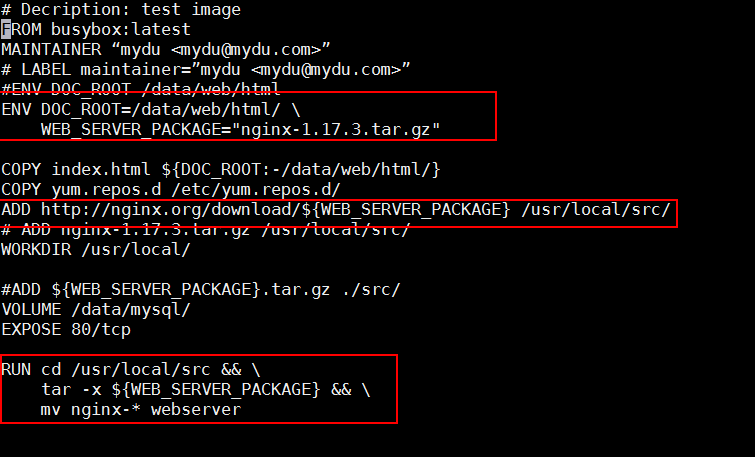 # Decription: test image
FROM busybox:latest
MAINTAINER “mydu <mydu@mydu.com>”
# LABEL maintainer=”mydu <mydu@mydu.com>”
#ENV DOC_ROOT /data/web/html
ENV DOC_ROOT=/data/web/html/ \
    WEB_SERVER_PACKAGE="nginx-1.17.3.tar.gz"

COPY index.html ${DOC_ROOT:-/data/web/html/}
COPY yum.repos.d /etc/yum.repos.d/
ADD http://nginx.org/download/${WEB_SERVER_PACKAGE} /usr/local/src/
# ADD nginx-1.17.3.tar.gz /usr/local/src/
WORKDIR /usr/local/

#ADD ${WEB_SERVER_PACKAGE}.tar.gz ./src/
VOLUME /data/mysql/
EXPOSE 80/tcp

RUN cd /usr/local/src && \
    tar -x ${WEB_SERVER_PACKAGE} && \
    mv nginx-* webserver